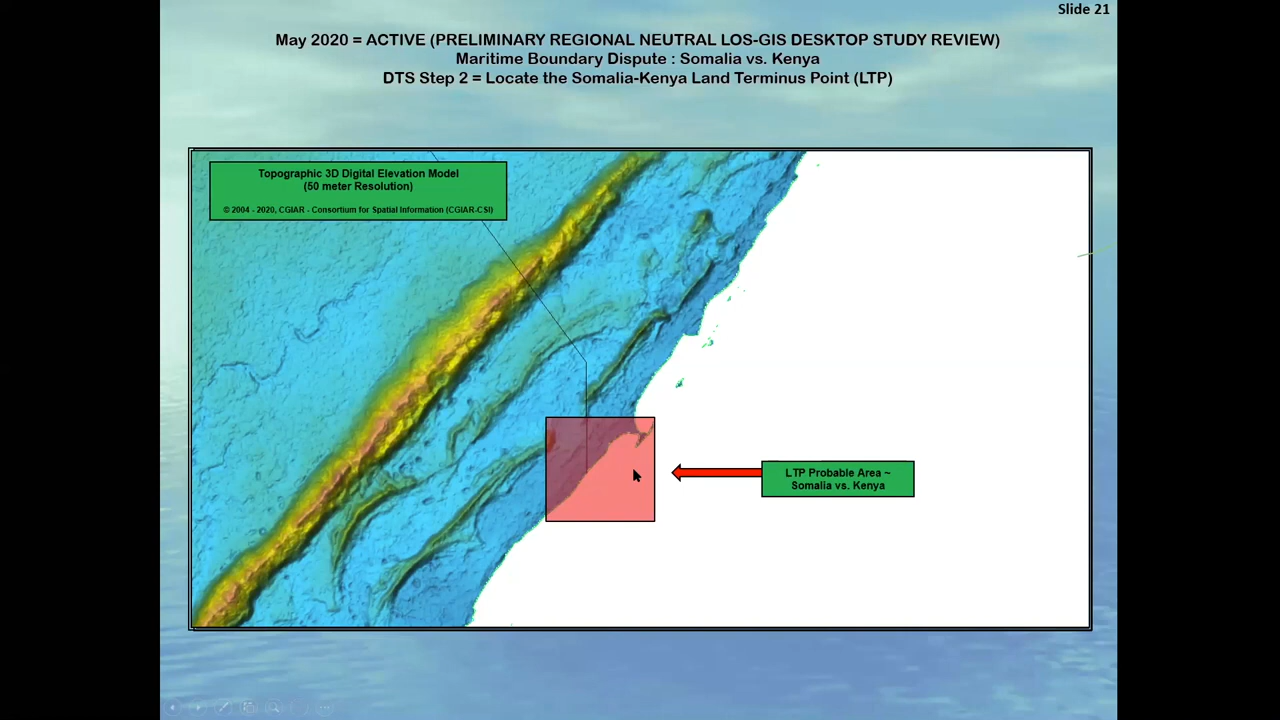 Slide 21
May 2020 = ACTIVE (PRELIMINARY REGIONAL NEUTRAL LOS-GIS DESKTOP STUDY REVIEW)
Maritime Boundary Dispute : Somalia vs. Kenya
DTS Step 2 = Locate the Somalia-Kenya Land Terminus Point (LTP)
Topographic 3D Digital Elevation Model
(50 meter Resolution)
© 2004 - 2020, CGIAR - Consortium for Spatial Information (CGIAR-CSI)
LTP Probable Area ~
Somalia vs. Kenya